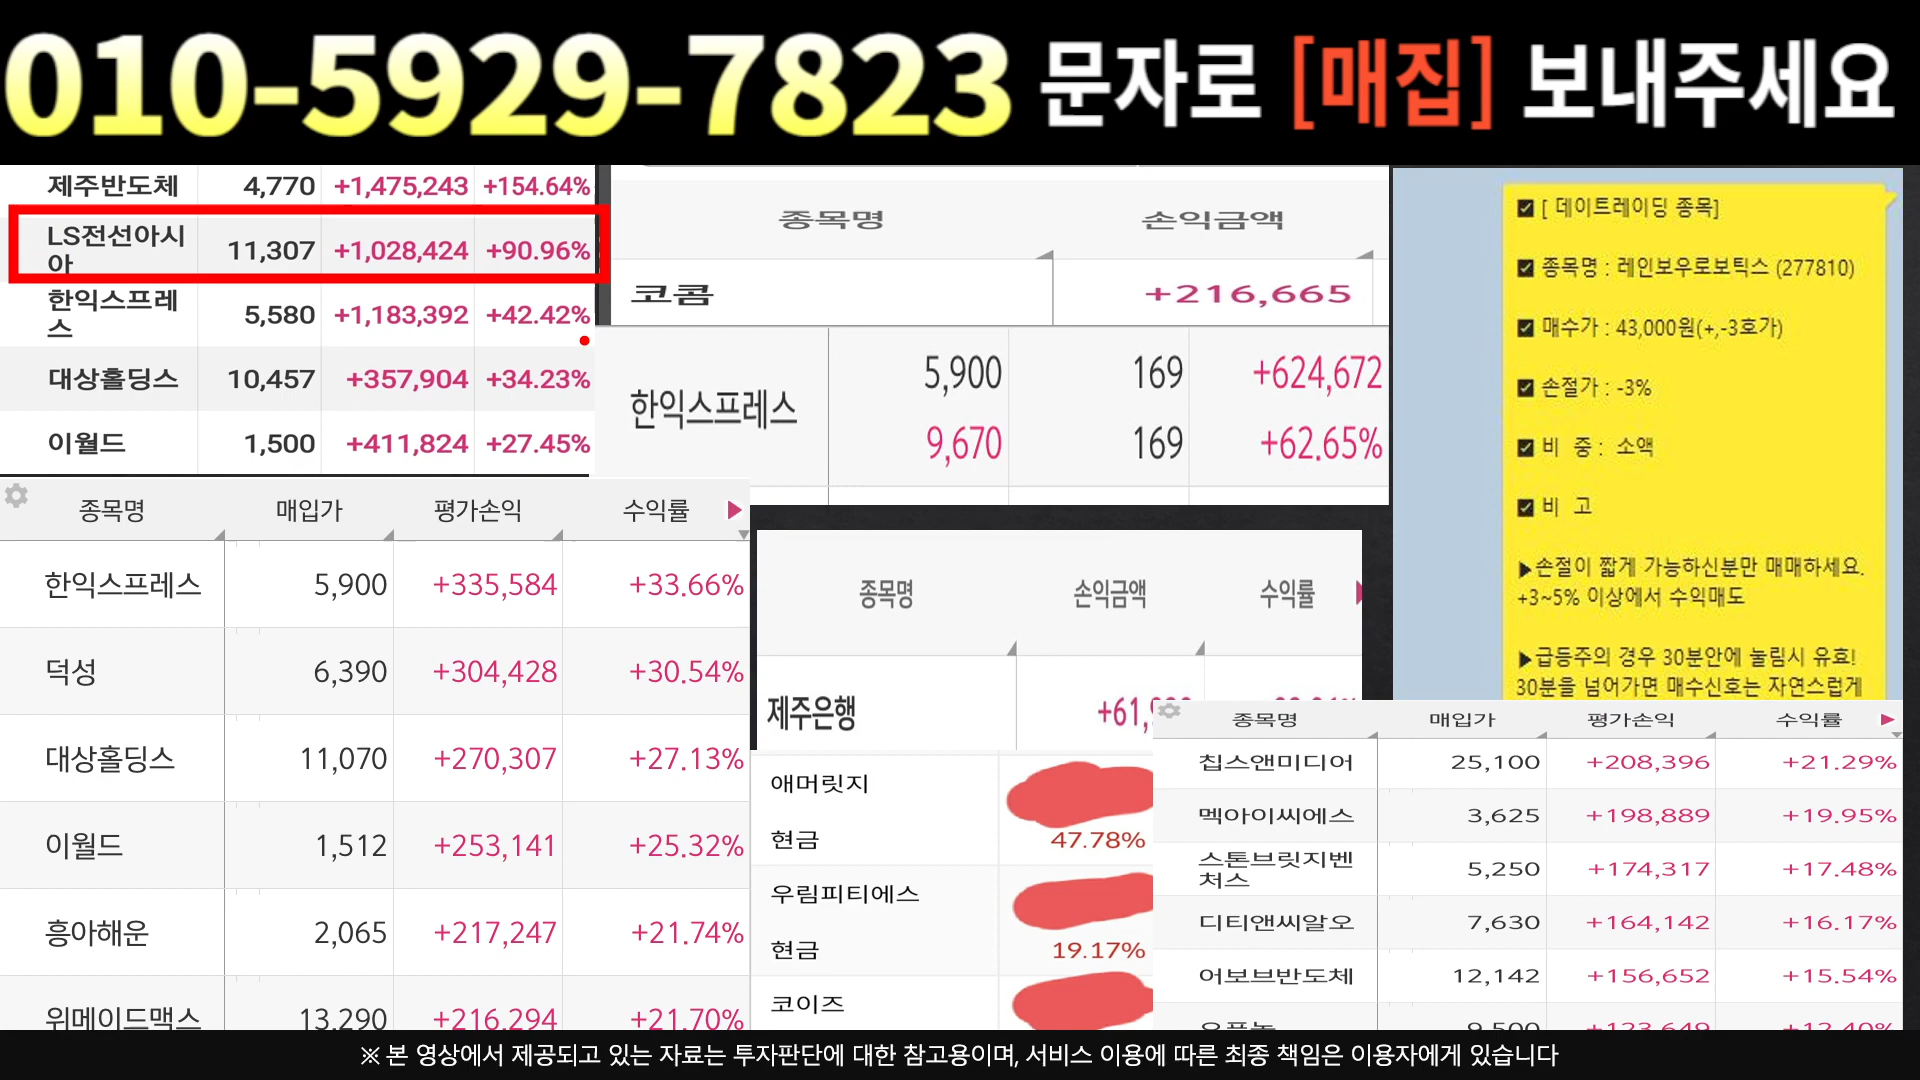 010-5929-7823 문자로 [매집] 보내주세요
제주반도체 4,770 +1,475,243 +154.64%
LS전선아시아 11,307 +1,028,424 +90.96%
한익스프레스 5,580 +1,183,392 +42.42%
대상홀딩스 10,457 +357,904 +34.23%
이월드 1,500 +411,824 +27.45%
종목명 손익금액
코콤 +216,665
한익스프레스
5,900 169 +624,672
9,670 169 +62.65%
[ 데이트레이딩 종목]
종목명 : 레인보우로보틱스 (277810)
매수가 : 43,000원(+,-3호가)
손절가 : -3%
비 중 : 소액
비 고
▶손절이 짧게 가능하신분만 매매하세요.
+3~5% 이상에서 수익매도
▶급등주의 경우 30분안에 눌림시 유효!
30분을 넘어가면 매수신호는 자연스럽게
종목명 매입가 평가손익 수익률
한익스프레스 5,900 +335,584 +33.66%
덕성 6,390 +304,428 +30.54%
대상홀딩스 11,070 +270,307 +27.13%
이월드 1,512 +253,141 +25.32%
흥아해운 2,065 +217,247 +21.74%
위메이드맥스 13,290 +216,294 +21.70%
종목명 손익금액 수익률
제주은행 +61,
애머릿지
현금 47.78%
우림피티에스
현금 19.17%
코이즈
종목명 매입가 평가손익 수익률
칩스앤미디어 25,100 +208,396 +21.29%
멕아이씨에스 3,625 +198,889 +19.95%
스톤브릿지벤처스 5,250 +174,317 +17.48%
디티앤씨알오 7,630 +164,142 +16.17%
어보브반도체 12,142 +156,652 +15.54%
※ 본 영상에서 제공되고 있는 자료는 투자판단에 대한 참고용이며, 서비스 이용에 따른 최종 책임은 이용자에게 있습니다